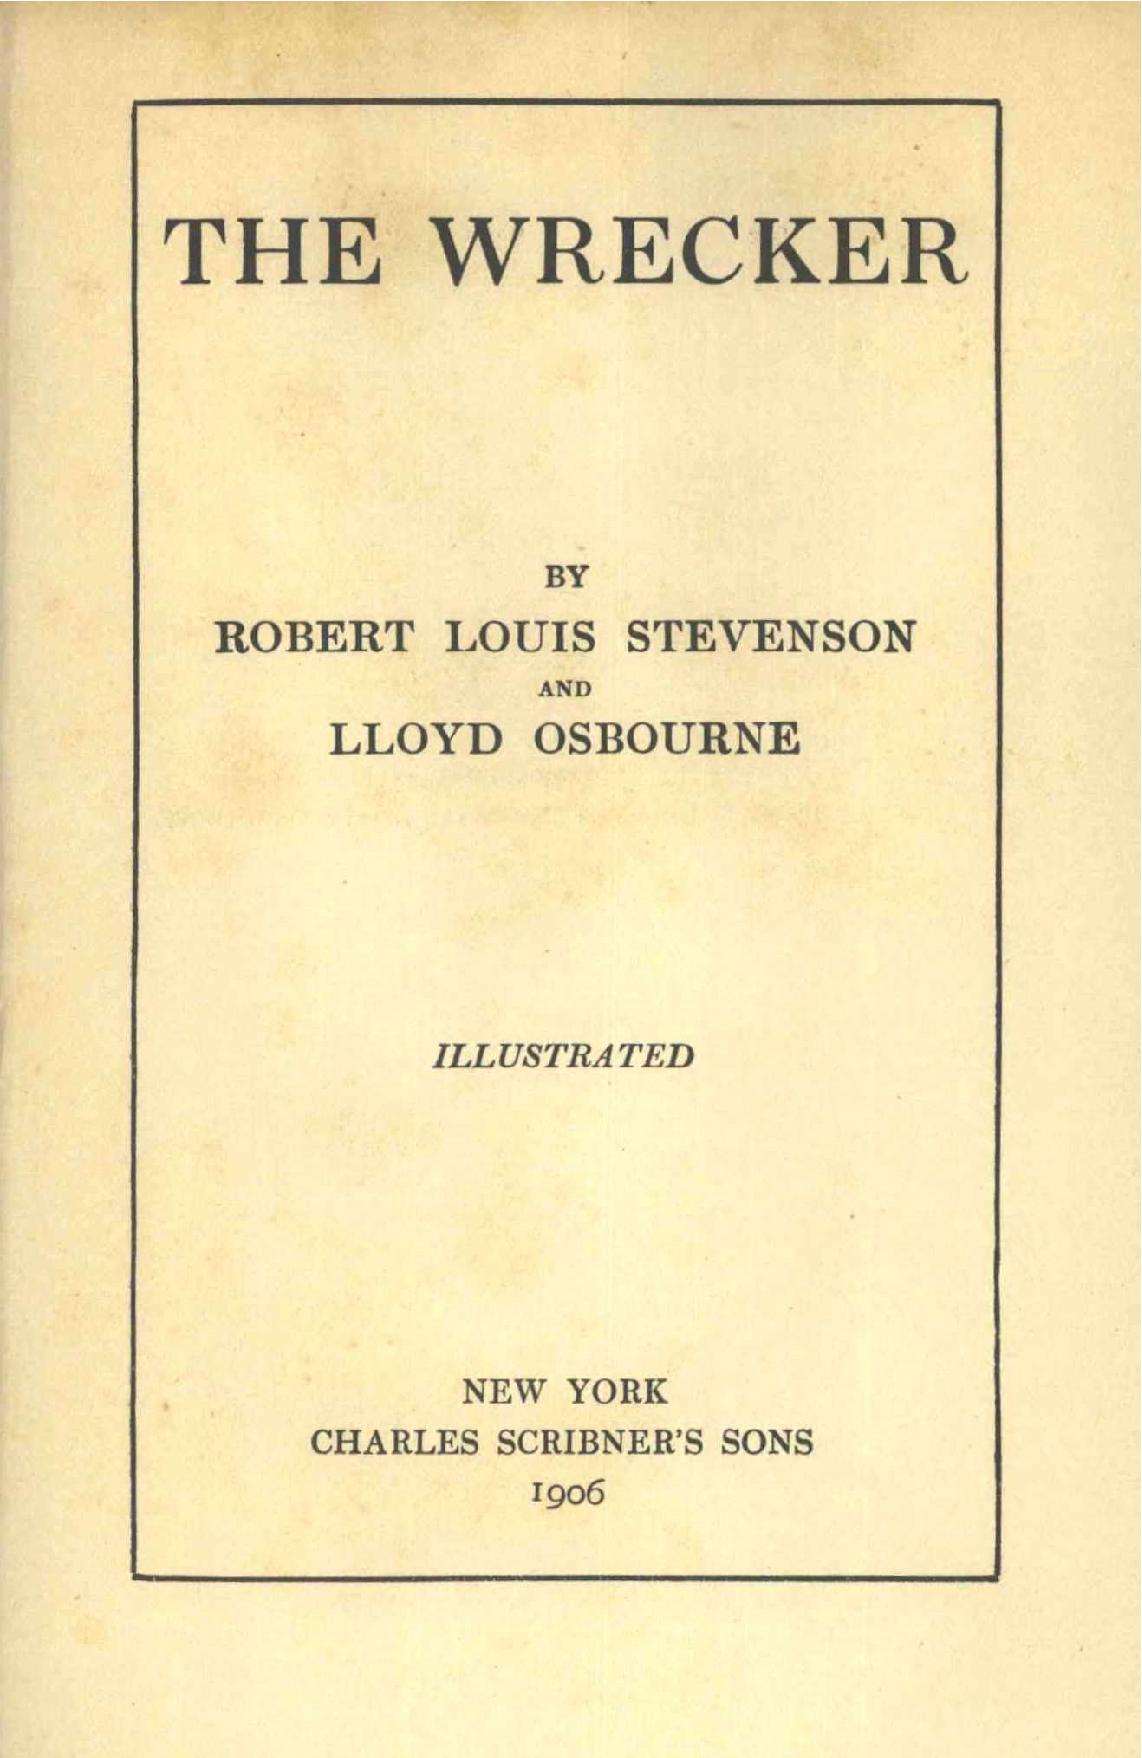 THE WRECKER
BY
ROBERT LOUIS STEVENSON
AND
LLOYD OSBOURNE
ILLUSTRATED
NEW YORK
CHARLES SCRIBNER'S SONS
1906